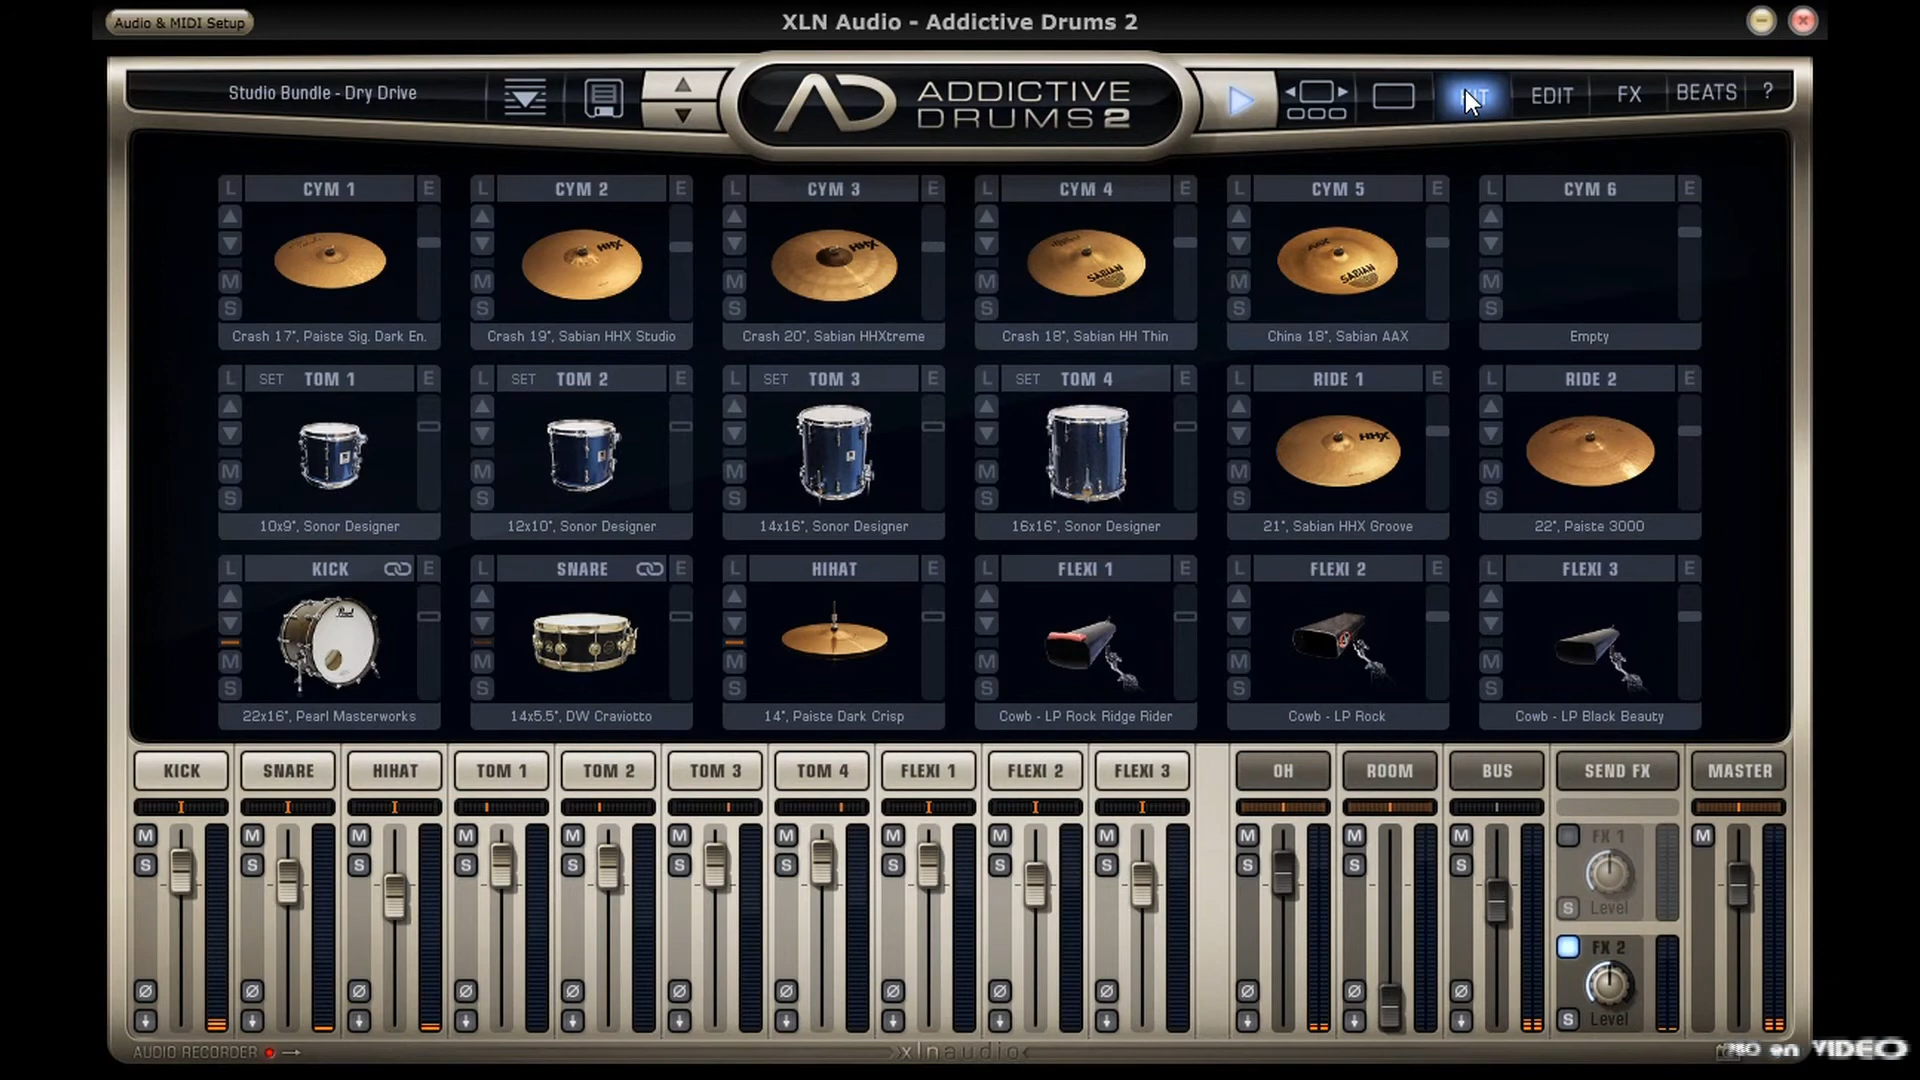 Audio & MIDI Setup
XLN Audio - Addictive Drums 2
Studio Bundle - Dry Drive
ADDICTIVE
DRUMS 2
EDIT
FX
BEATS
?
L CYM 1 E
L CYM 2 E
L CYM 3 E
L CYM 4 E
L CYM 5 E
L CYM 6 E
HHX
HHX
SABIAN
AAX
SABIAN
M M M M M M
S S S S S S
Crash 17", Paiste Sig. Dark En.
Crash 19", Sabian HHX Studio
Crash 20", Sabian HHXtreme
Crash 18", Sabian HH Thin
China 18", Sabian AAX
Empty
L SET TOM 1 E
L SET TOM 2 E
L SET TOM 3 E
L SET TOM 4 E
L RIDE 1 E
L RIDE 2 E
HHX
M M M M M M
S S S S S S
10x9", Sonor Designer
12x10", Sonor Designer
14x16", Sonor Designer
16x16", Sonor Designer
21", Sabian HHX Groove
22", Paiste 3000
L KICK E
L SNARE E
L HIHAT E
L FLEXI 1 E
L FLEXI 2 E
L FLEXI 3 E
Pearl
M M M M M M
S S S S S S
22x16", Pearl Masterworks
14x5.5", DW Craviotto
14", Paiste Dark Crisp
Cowb - LP Rock Ridge Rider
Cowb - LP Rock
Cowb - LP Black Beauty
KICK SNARE HIHAT TOM 1 TOM 2 TOM 3 TOM 4 FLEXI 1 FLEXI 2 FLEXI 3 OH ROOM BUS SEND FX MASTER
M M M M M M M M M M M M M FX 1 M
S S S S S S S S S S S S S
S Level
FX 2
Ø Ø Ø Ø Ø Ø Ø Ø Ø Ø Ø Ø Ø
S Level
AUDIO RECORDER
xlnaudio
en VIDEO